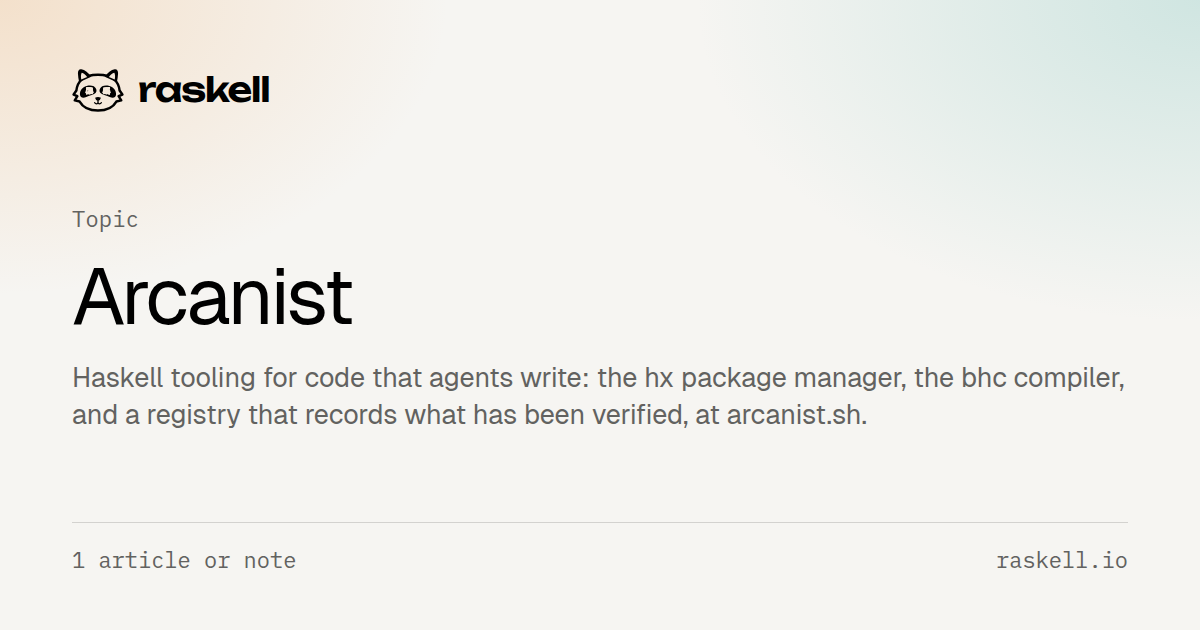 raskell
Topic
Arcanist
Haskell tooling for code that agents write: the hx package manager, the bhc compiler,
and a registry that records what has been verified, at arcanist.sh.
1 article or note
raskell.io